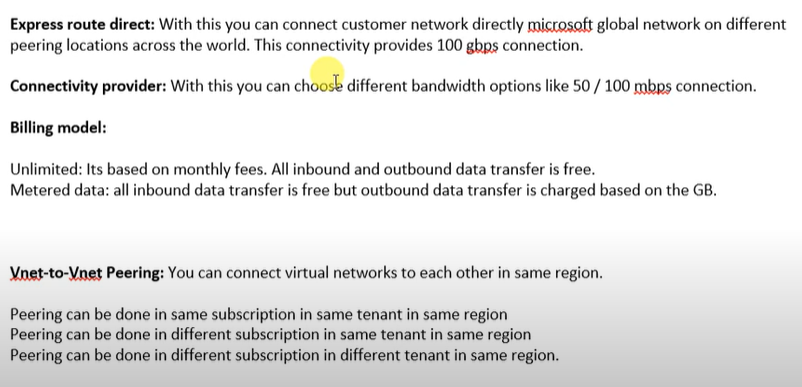 Express route direct: With this you can connect customer network directly microsoft global network on different
peering locations across the world. This connectivity provides 100 gbps connection.
Connectivity provider: With this you can choose different bandwidth options like 50 / 100 mbps connection.
Billing model:
Unlimited: Its based on monthly fees. All inbound and outbound data transfer is free.
Metered data: all inbound data transfer is free but outbound data transfer is charged based on the GB.
Vnet-to-Vnet Peering: You can connect virtual networks to each other in same region.
Peering can be done in same subscription in same tenant in same region
Peering can be done in different subscription in same tenant in same region
Peering can be done in different subscription in different tenant in same region.